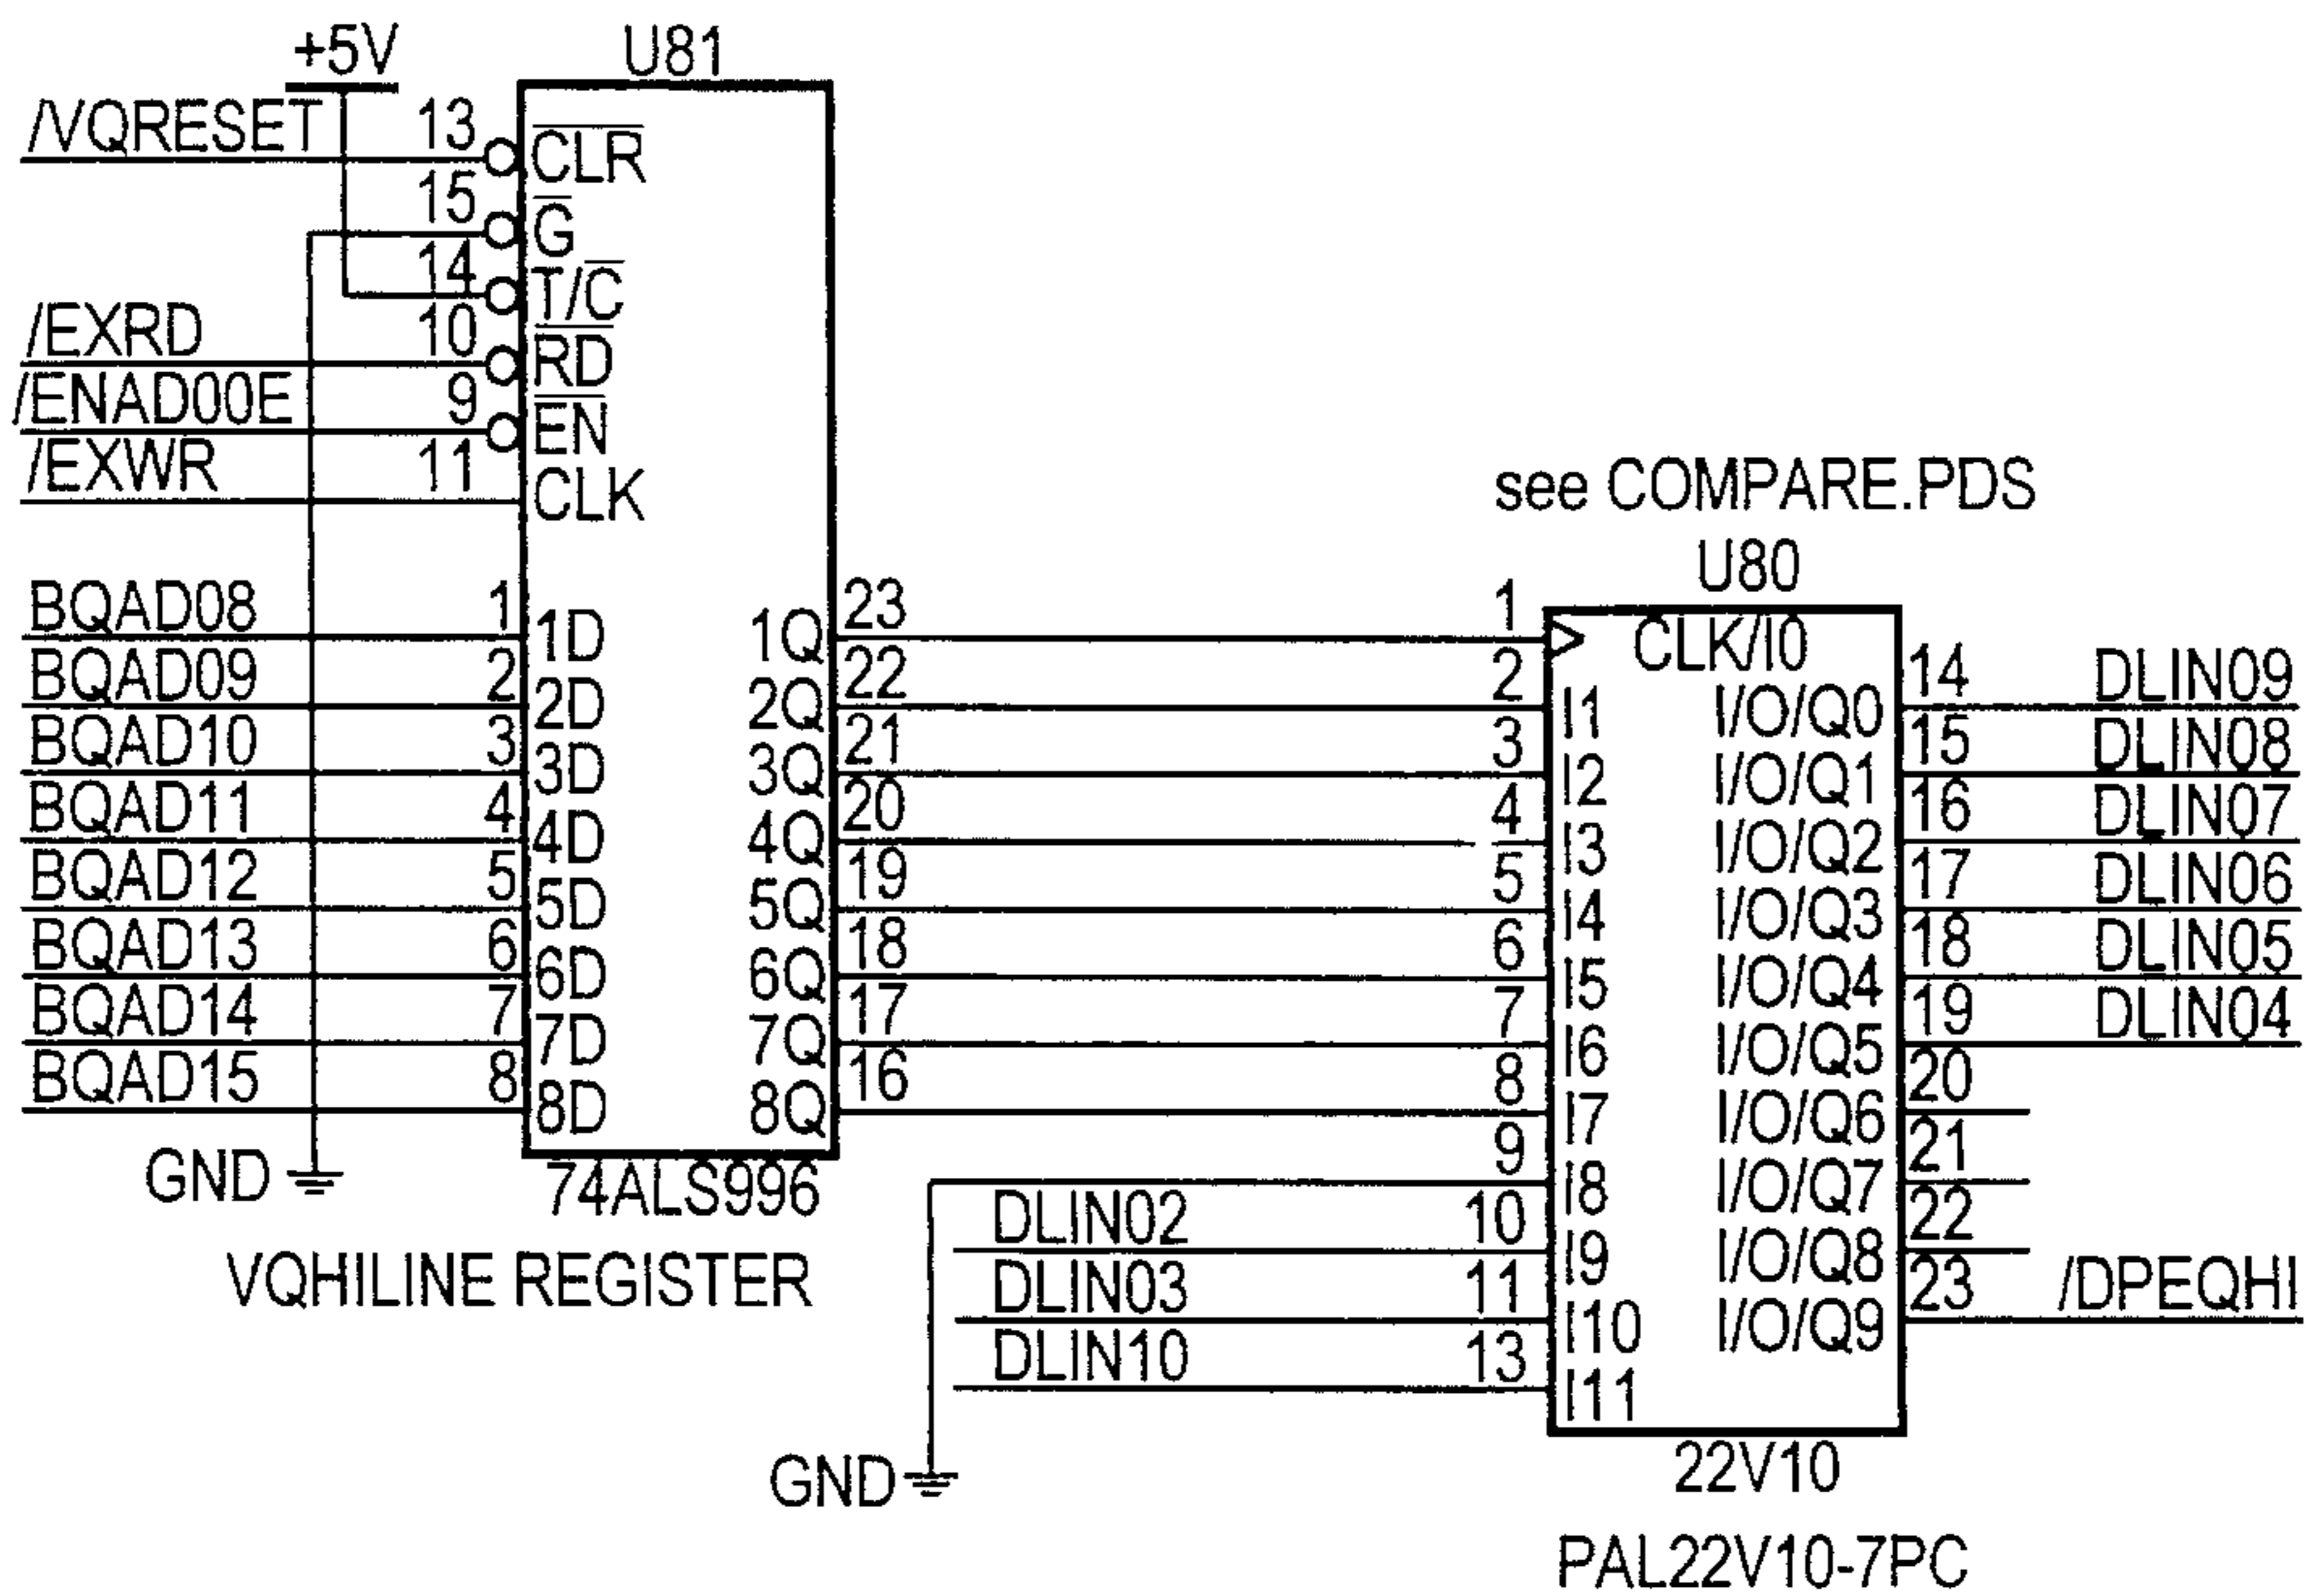 +5V
U81
/VQRESET 13 CLR
15 G
14 T/C
/EXRD 10 RD
/ENAD00E 9 EN
/EXWR 11 CLK
see COMPARE.PDS
U80
BQAD08 1 1D 1Q 23 1 CLK/I0
BQAD09 2 2D 2Q 22 2 I1 I/O/Q0 14 DLIN09
BQAD10 3 3D 3Q 21 3 I2 I/O/Q1 15 DLIN08
BQAD11 4 4D 4Q 20 4 I3 I/O/Q2 16 DLIN07
BQAD12 5 5D 5Q 19 5 I4 I/O/Q3 17 DLIN06
BQAD13 6 6D 6Q 18 6 I5 I/O/Q4 18 DLIN05
BQAD14 7 7D 7Q 17 7 I6 I/O/Q5 19 DLIN04
BQAD15 8 8D 8Q 16 8 I7 I/O/Q6 20
9 I8 I/O/Q7 21
DLIN02 10 I9 I/O/Q8 22
DLIN03 11 I10 I/O/Q9 23 /DPEQHI
DLIN10 13 I11
GND
74ALS996
VQHILINE REGISTER
GND
22V10
PAL22V10-7PC